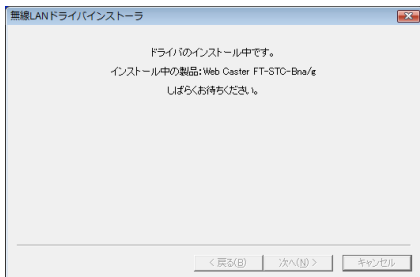 無線LANドライバインストーラ
ドライバのインストール中です。
インストール中の製品:Web Caster FT-STC-Bna/g
しばらくお待ちください。
< 戻る(B)
次へ(N) >
キャンセル